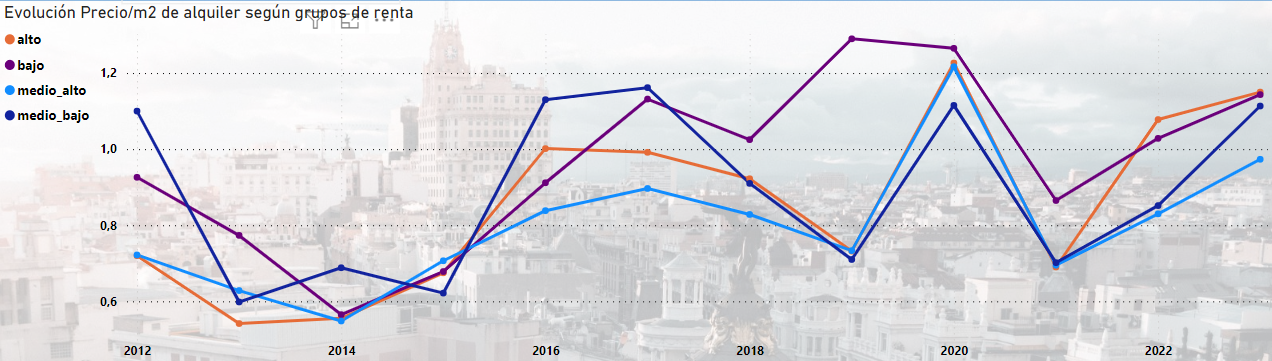 Evolución Precio/m2 de alquiler según grupos de renta
alto
bajo
medio_alto
medio_bajo
1,2
1,0
0,8
0,6
2012 2014 2016 2018 2020 2022